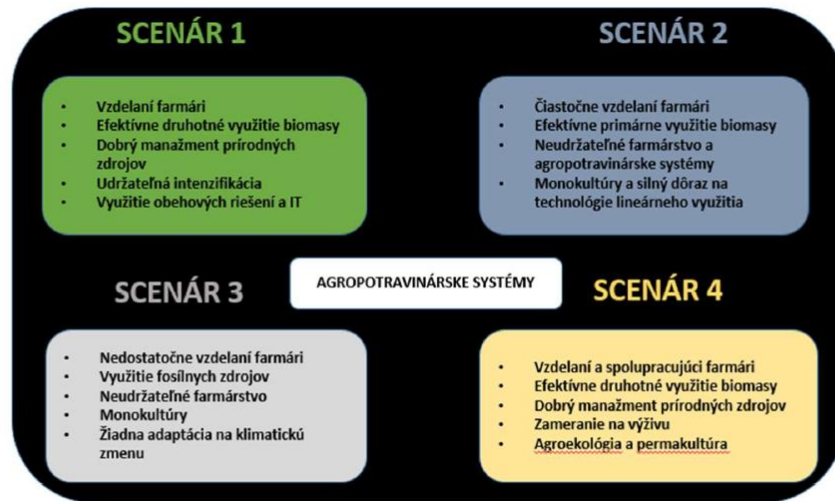 SCENÁR 1
Vzdelaní farmári
Efektívne druhotné využitie biomasy
Dobrý manažment prírodných
zdrojov
Udržateľná intenzifikácia
Využitie obehových riešení a IT
SCENÁR 2
Čiastočne vzdelaní farmári
Efektívne primárne využitie biomasy
Neudržateľné farmárstvo a
agropotravinárske systémy
Monokultúry a silný dôraz na
technológie lineárneho využitia
AGROPOTRAVINÁRSKE SYSTÉMY
SCENÁR 3
Nedostatočne vzdelaní farmári
Využitie fosílnych zdrojov
Neudržateľné farmárstvo
Monokultúry
Žiadna adaptácia na klimatickú
zmenu
SCENÁR 4
Vzdelaní a spolupracujúci farmári
Efektívne druhotné využitie biomasy
Dobrý manažment prírodných zdrojov
Zameranie na výživu
Agroekológia a permakultúra